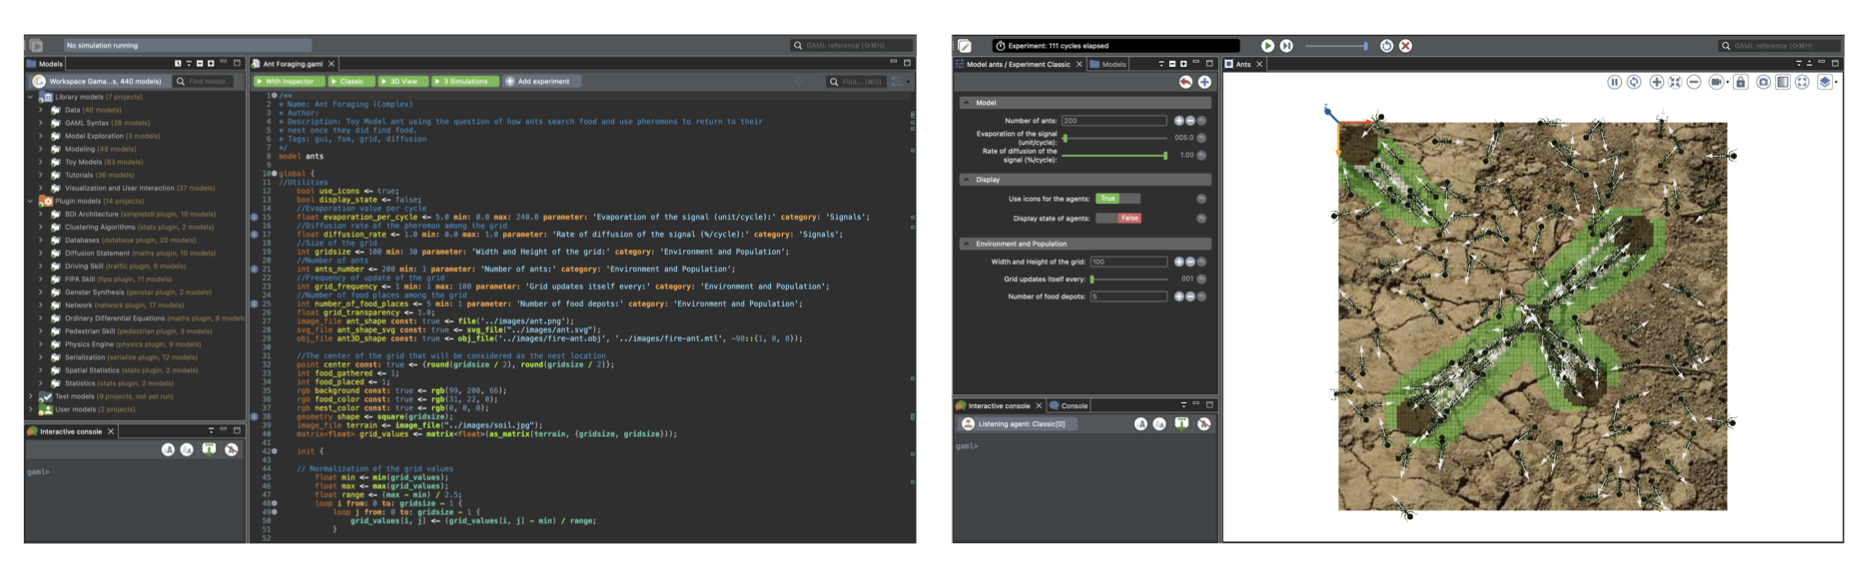 No simulation running
GAML reference (⇧⌘H)
Models
Workspace Gama...s, 440 models)
Find model...
Library models (7 projects)
Data (40 models)
GAML Syntax (38 models)
Model Exploration (3 models)
Modeling (48 models)
Toy Models (83 models)
Tutorials (36 models)
Visualization and User Interaction (37 models)
Plugin models (14 projects)
BDI Architecture (simplebdi plugin, 10 models)
Clustering Algorithms (stats plugin, 2 models)
Databases (database plugin, 20 models)
Diffusion Statement (maths plugin, 10 models)
Driving Skill (traffic plugin, 6 models)
FIPA Skill (fipa plugin, 11 models)
Genstar Synthesis (genstar plugin, 2 models)
Network (network plugin, 17 models)
Ordinary Differential Equations (maths plugin, 8 models
Pedestrian Skill (pedestrian plugin, 3 models)
Physics Engine (physics plugin, 9 models)
Serialization (serialize plugin, 12 models)
Spatial Statistics (stats plugin, 2 models)
Statistics (stats plugin, 2 models)
Test models (9 projects, not yet run)
User models (2 projects)
Interactive console
gaml>
Ant Foraging.gaml
With Inspector
Classic
3D View
3 Simulations
Add experiment
Find... (⌘G)
1 /**
2 * Name: Ant Foraging (Complex)
3 * Author:
4 * Description: Toy Model ant using the question of how ants search food and use pheromons to return to their
5 * nest once they did find food.
6 * Tags: gui, fsm, grid, diffusion
7 */
8 model ants
9
10 global {
11 //Utilities
12 bool use_icons <- true;
13 bool display_state <- false;
14 //Evaporation value per cycle
15 float evaporation_per_cycle <- 5.0 min: 0.0 max: 240.0 parameter: 'Evaporation of the signal (unit/cycle):' category: 'Signals';
16 //Diffusion rate of the pheromon among the grid
17 float diffusion_rate <- 1.0 min: 0.0 max: 1.0 parameter: 'Rate of diffusion of the signal (%/cycle):' category: 'Signals';
18 //Size of the grid
19 int gridsize <- 100 min: 30 parameter: 'Width and Height of the grid:' category: 'Environment and Population';
20 //Number of ants
21 int ants_number <- 200 min: 1 parameter: 'Number of ants:' category: 'Environment and Population';
22 //Frequency of update of the grid
23 int grid_frequency <- 1 min: 1 max: 100 parameter: 'Grid updates itself every:' category: 'Environment and Population';
24 //Number of food places among the grid
25 int number_of_food_places <- 5 min: 1 parameter: 'Number of food depots:' category: 'Environment and Population';
26 float grid_transparency <- 1.0;
27 image_file ant_shape const: true <- file('../images/ant.png');
28 svg_file ant_shape_svg const: true <- svg_file("../images/ant.svg");
29 obj_file ant3D_shape const: true <- obj_file('../images/fire-ant.obj', '../images/fire-ant.mtl', -90::{1, 0, 0});
30
31 //The center of the grid that will be considered as the nest location
32 point center const: true <- {round(gridsize / 2), round(gridsize / 2)};
33 int food_gathered <- 1;
34 int food_placed <- 1;
35 rgb background const: true <- rgb(99, 200, 66);
36 rgb food_color const: true <- rgb(31, 22, 0);
37 rgb nest_color const: true <- rgb(0, 0, 0);
38 geometry shape <- square(gridsize);
39 image_file terrain <- image_file("../images/soil.jpg");
40 matrix<float> grid_values <- matrix<float>(as_matrix(terrain, {gridsize, gridsize}));
41
42 init {
43
44 // Normalization of the grid values
45 float min <- min(grid_values);
46 float max <- max(grid_values);
47 float range <- (max - min) / 2.5;
48 loop i from: 0 to: gridsize - 1 {
49 loop j from: 0 to: gridsize - 1 {
50 grid_values[i, j] <- (grid_values[i, j] - min) / range;
51 }
52
Experiment: 111 cycles elapsed
GAML reference (⇧⌘H)
Model ants / Experiment Classic
Models
Model
Number of ants: 200
Evaporation of the signal (unit/cycle): 005.0
Rate of diffusion of the signal (%/cycle): 1.00
Display
Use icons for the agents: True
Display state of agents: False
Environment and Population
Width and Height of the grid: 100
Grid updates itself every: 001
Number of food depots: 5
Interactive console
Console
Listening agent: Classic[0]
gaml>
Ants